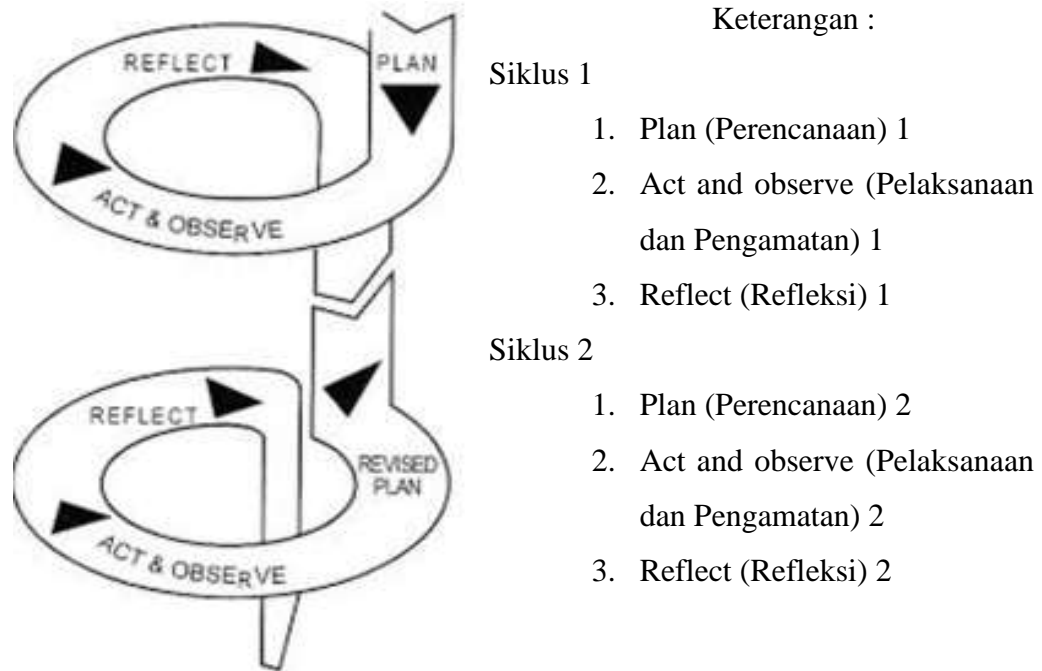 REFLECT
PLAN
ACT & OBSERVE
REFLECT
REVISED
PLAN
ACT & OBSERVE
Keterangan :
Siklus 1
1. Plan (Perencanaan) 1
2. Act and observe (Pelaksanaan
dan Pengamatan) 1
3. Reflect (Refleksi) 1
Siklus 2
1. Plan (Perencanaan) 2
2. Act and observe (Pelaksanaan
dan Pengamatan) 2
3. Reflect (Refleksi) 2